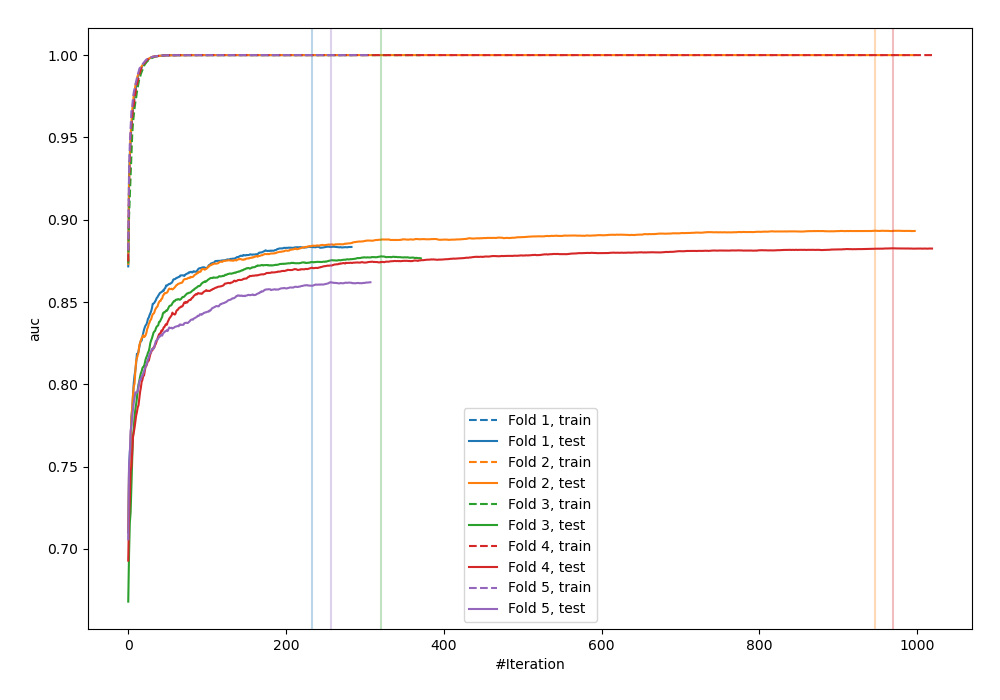 1.00
0.95
0.90
0.85
0.80
0.75
0.70
auc
0
200
400
600
800
1000
#Iteration
Fold 1, train
Fold 1, test
Fold 2, train
Fold 2, test
Fold 3, train
Fold 3, test
Fold 4, train
Fold 4, test
Fold 5, train
Fold 5, test